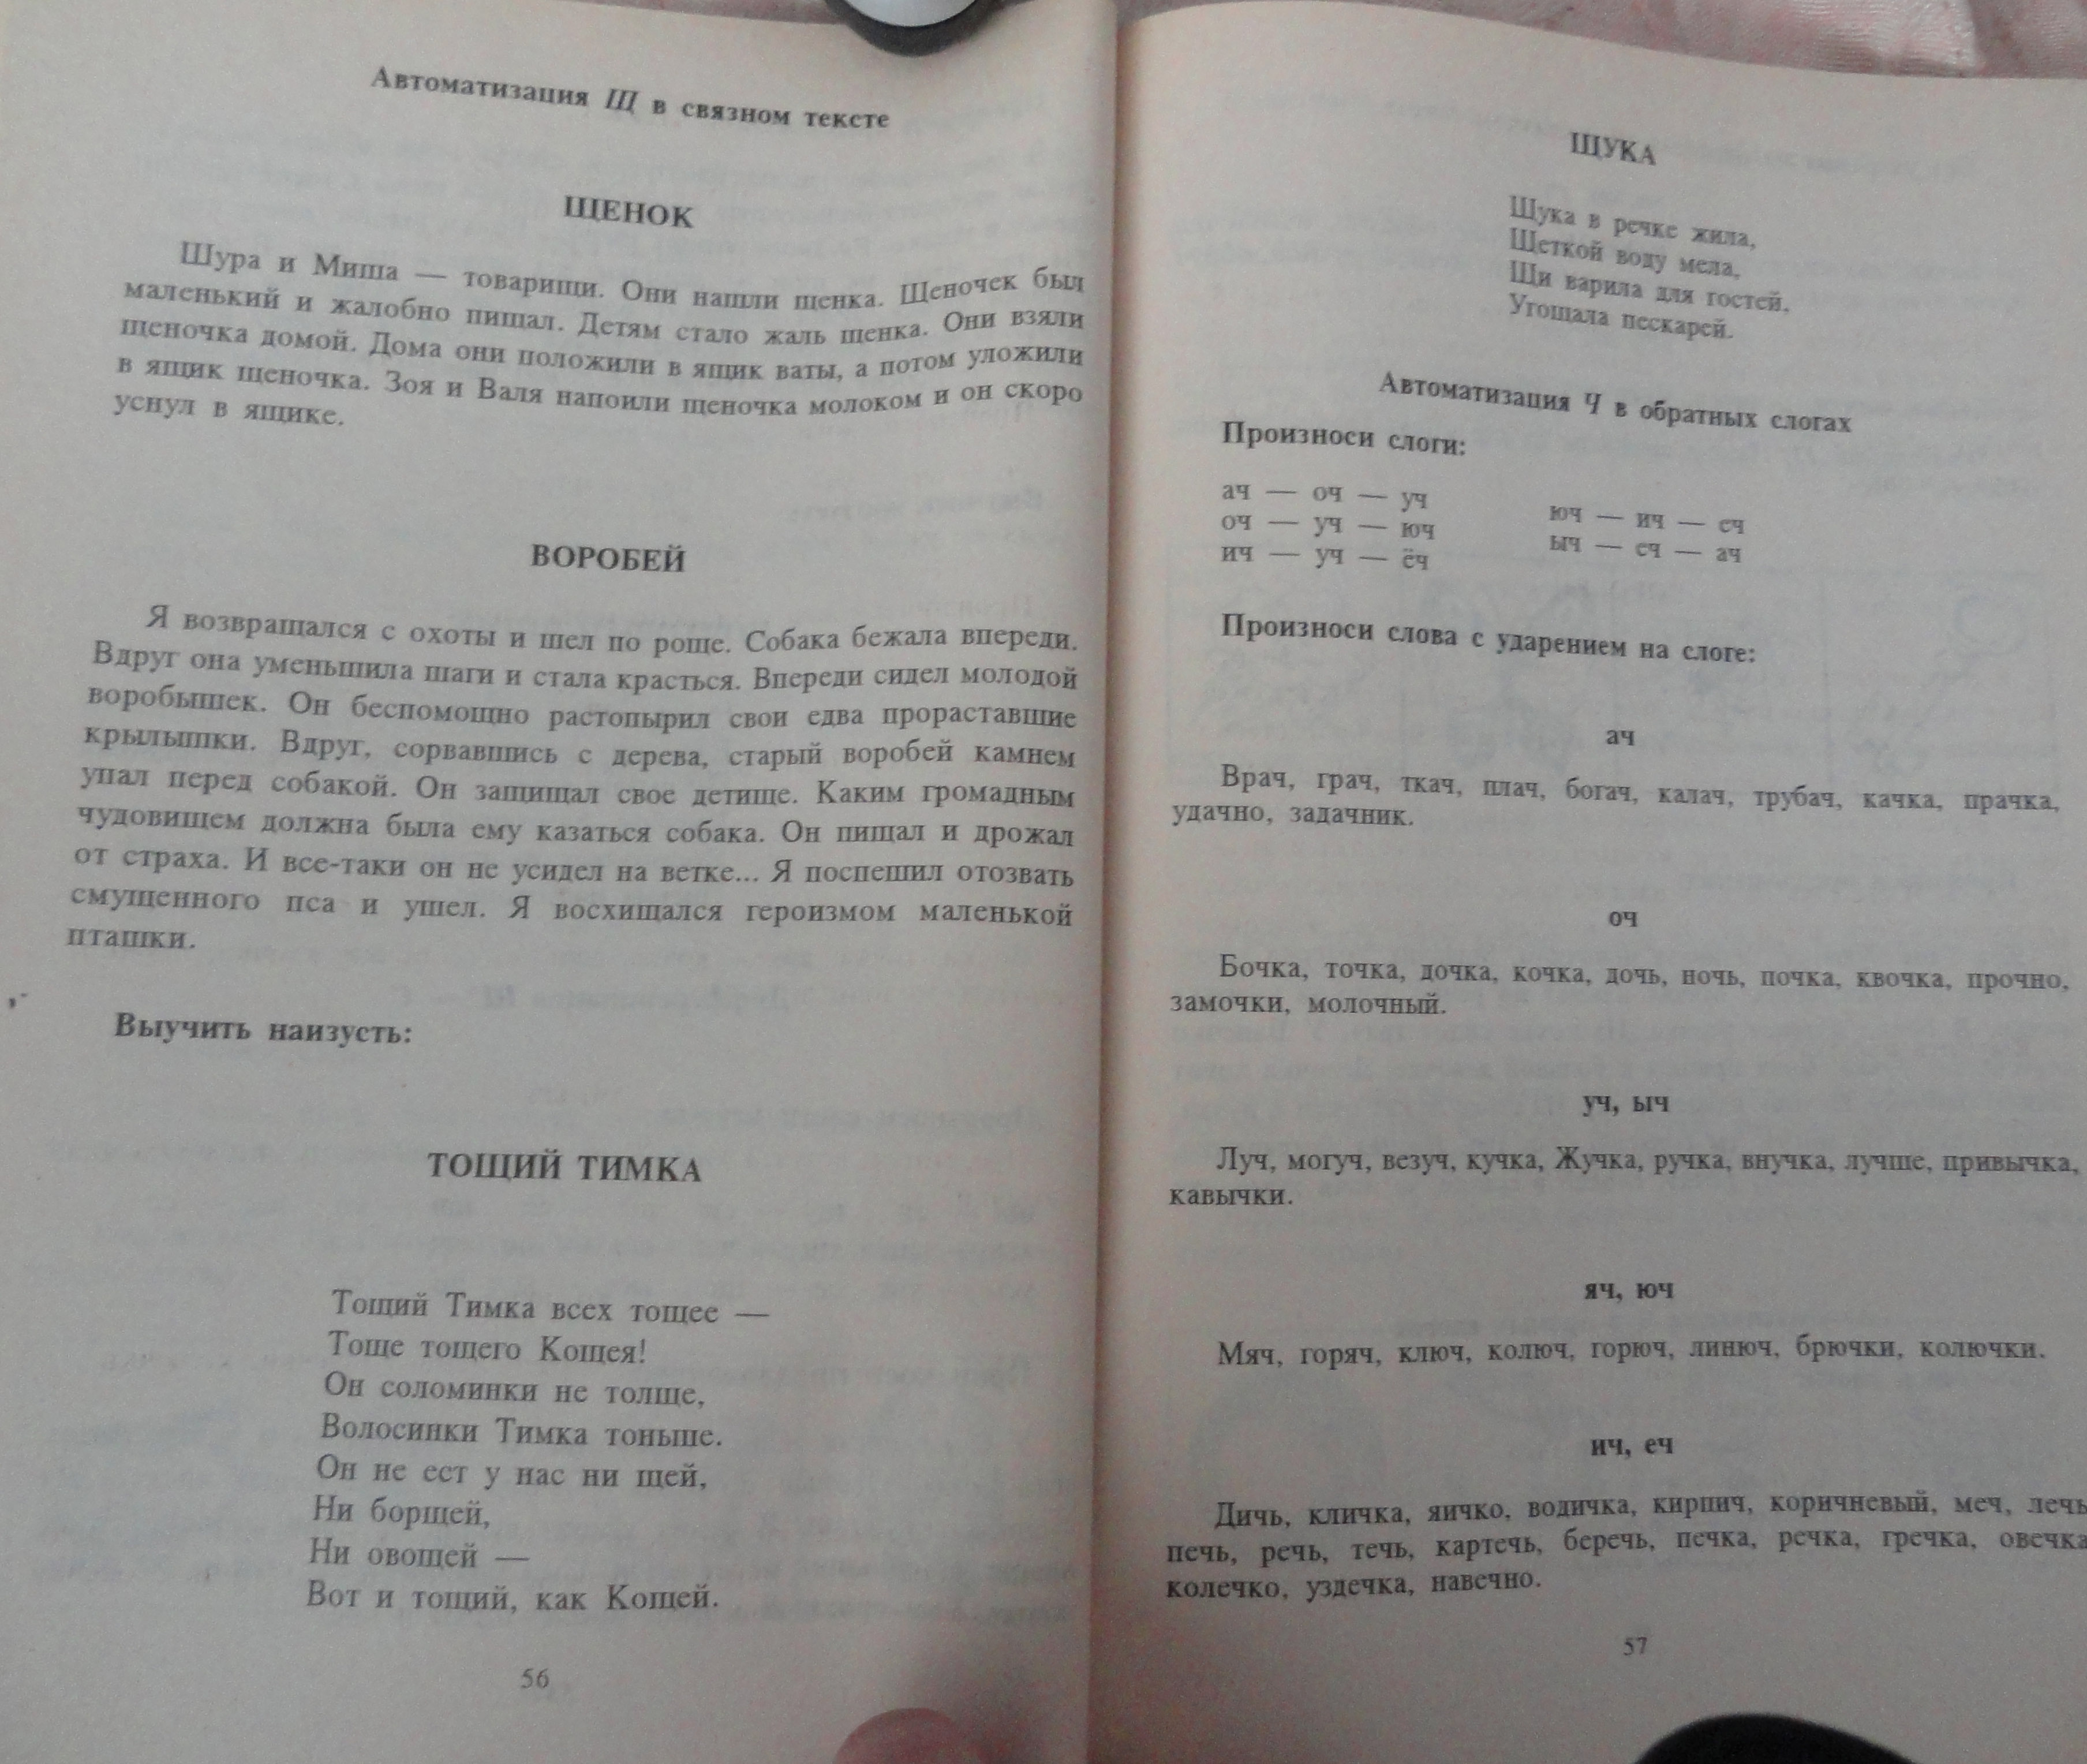 Автоматизация Щ в связном тексте
ЩЕНОК
Шура и Миша — товарищи. Они нашли щенка. Щеночек был
маленький и жалобно пищал. Детям стало жаль щенка. Они взяли
щеночка домой. Дома они положили в ящик ваты, а потом уложили
в ящик щеночка. Зоя и Валя напоили щеночка молоком и он скоро
уснул в ящике.
ВОРОБЕЙ
Я возвращался с охоты и шел по роще. Собака бежала впереди.
Вдруг она уменьшила шаги и стала красться. Впереди сидел молодой
воробышек. Он беспомощно растопырил свои едва прораставшие
крылышки. Вдруг, сорвавшись с дерева, старый воробей камнем
упал перед собакой. Он защищал свое детище. Каким громадным
чудовищем должна была ему казаться собака. Он пищал и дрожал
от страха. И все-таки он не усидел на ветке... Я поспешил отозвать
смущенного пса и ушел. Я восхищался героизмом маленькой
пташки.
Выучить наизусть:
ТОЩИЙ ТИМКА
Тощий Тимка всех тощее —
Тоще тощего Кощея!
Он соломинки не толще,
Волосинки Тимка тоньше.
Он не ест у нас ни щей,
Ни борщей,
Ни овощей —
Вот и тощий, как Кощей.
56
ЩУКА
Щука в речке жила,
Щеткой воду мела,
Щи варила для гостей,
Угощала пескарей.
Автоматизация Ч в обратных слогах
Произноси слоги:
ач — оч — уч
оч — уч — юч
ич — уч — ёч
юч — ич — еч
ыч — еч — ач
Произноси слова с ударением на слоге:
ач
Врач, грач, ткач, плач, богач, калач, трубач, качка, прачка,
удачно, задачник.
оч
Бочка, точка, дочка, кочка, дочь, ночь, почка, квочка, прочно,
замочки, молочный.
уч, ыч
Луч, могуч, везуч, кучка, Жучка, ручка, внучка, лучше, привычка,
кавычки.
яч, юч
Мяч, горяч, ключ, колюч, горюч, линюч, брючки, колючки.
ич, еч
Дичь, кличка, яичко, водичка, кирпич, коричневый, меч, лечь
печь, речь, течь, картечь, беречь, печка, речка, гречка, овечка
колечко, уздечка, навечно.
57